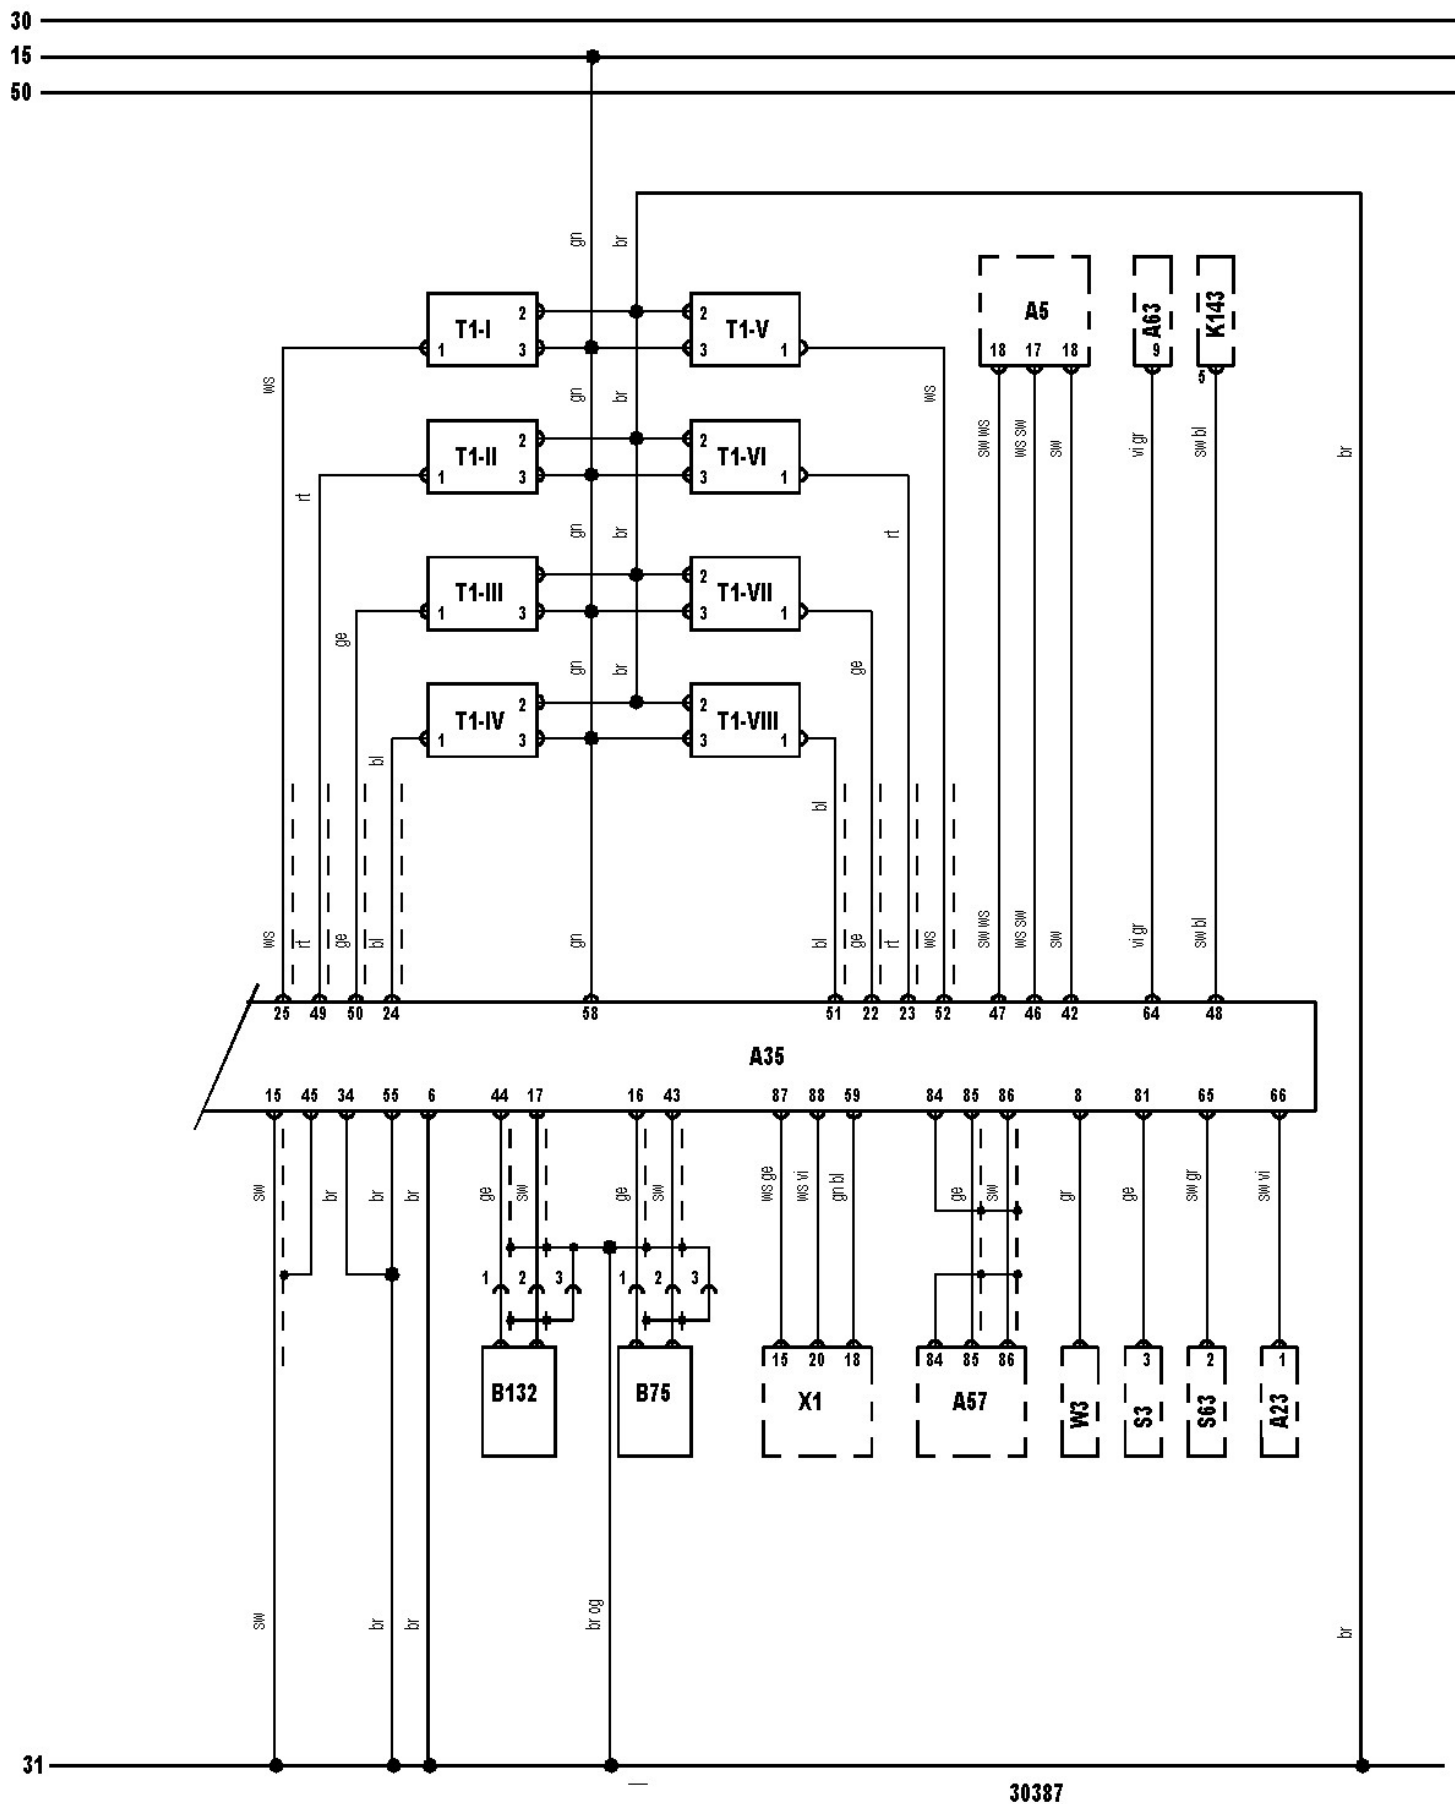 30
15
50
gn br
A5 A63 K143
T1-I 2 2 T1-V
1 3 3 1
18 17 18 9
5
ws gn br ws
sw ws ws sw sw vi gr sw bl br
T1-II 2 2 T1-VI
1 3 3 1
rt gn br rt
T1-III 2 T1-VII
1 3 3 1
ge gn br ge
T1-IV 2 2 T1-VIII
1 3 3 1
bl bl
ws rt ge bl gn bl ge rt ws sw ws ws sw sw vi gr sw bl
25 49 50 24 58 51 22 23 52 47 46 42 64 48
A35
15 45 34 55 6 44 17 16 43 87 88 59 84 85 86 8 81 65 66
sw br br br ge sw ge sw ws ge ws vi gn bl ge sw gr ge sw gr sw vi
1 2 3 1 2 3
15 20 18 84 85 86 3 2 1
B132 B75 X1 A57 W3 S3 S63 A23
sw br br br og br
31
30387